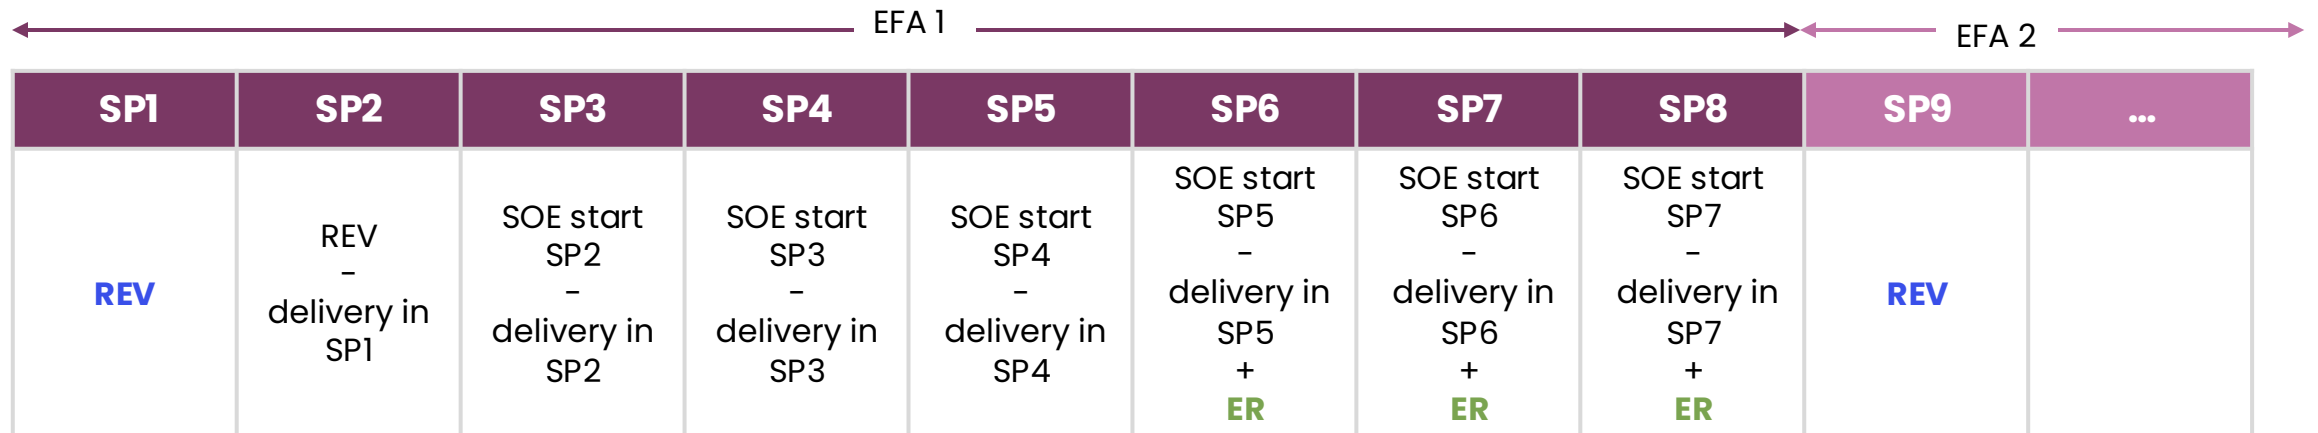 EFA 1
EFA 2
SP1
SP2
SP3
SP4
SP5
SP6
SP7
SP8
SP9
...
REV
REV
-
delivery in
SP1
SOE start
SP2
-
delivery in
SP2
SOE start
SP3
-
delivery in
SP3
SOE start
SP4
-
delivery in
SP4
SOE start
SP5
-
delivery in
SP5
+
ER
SOE start
SP6
-
delivery in
SP6
+
ER
SOE start
SP7
-
delivery in
SP7
+
ER
REV